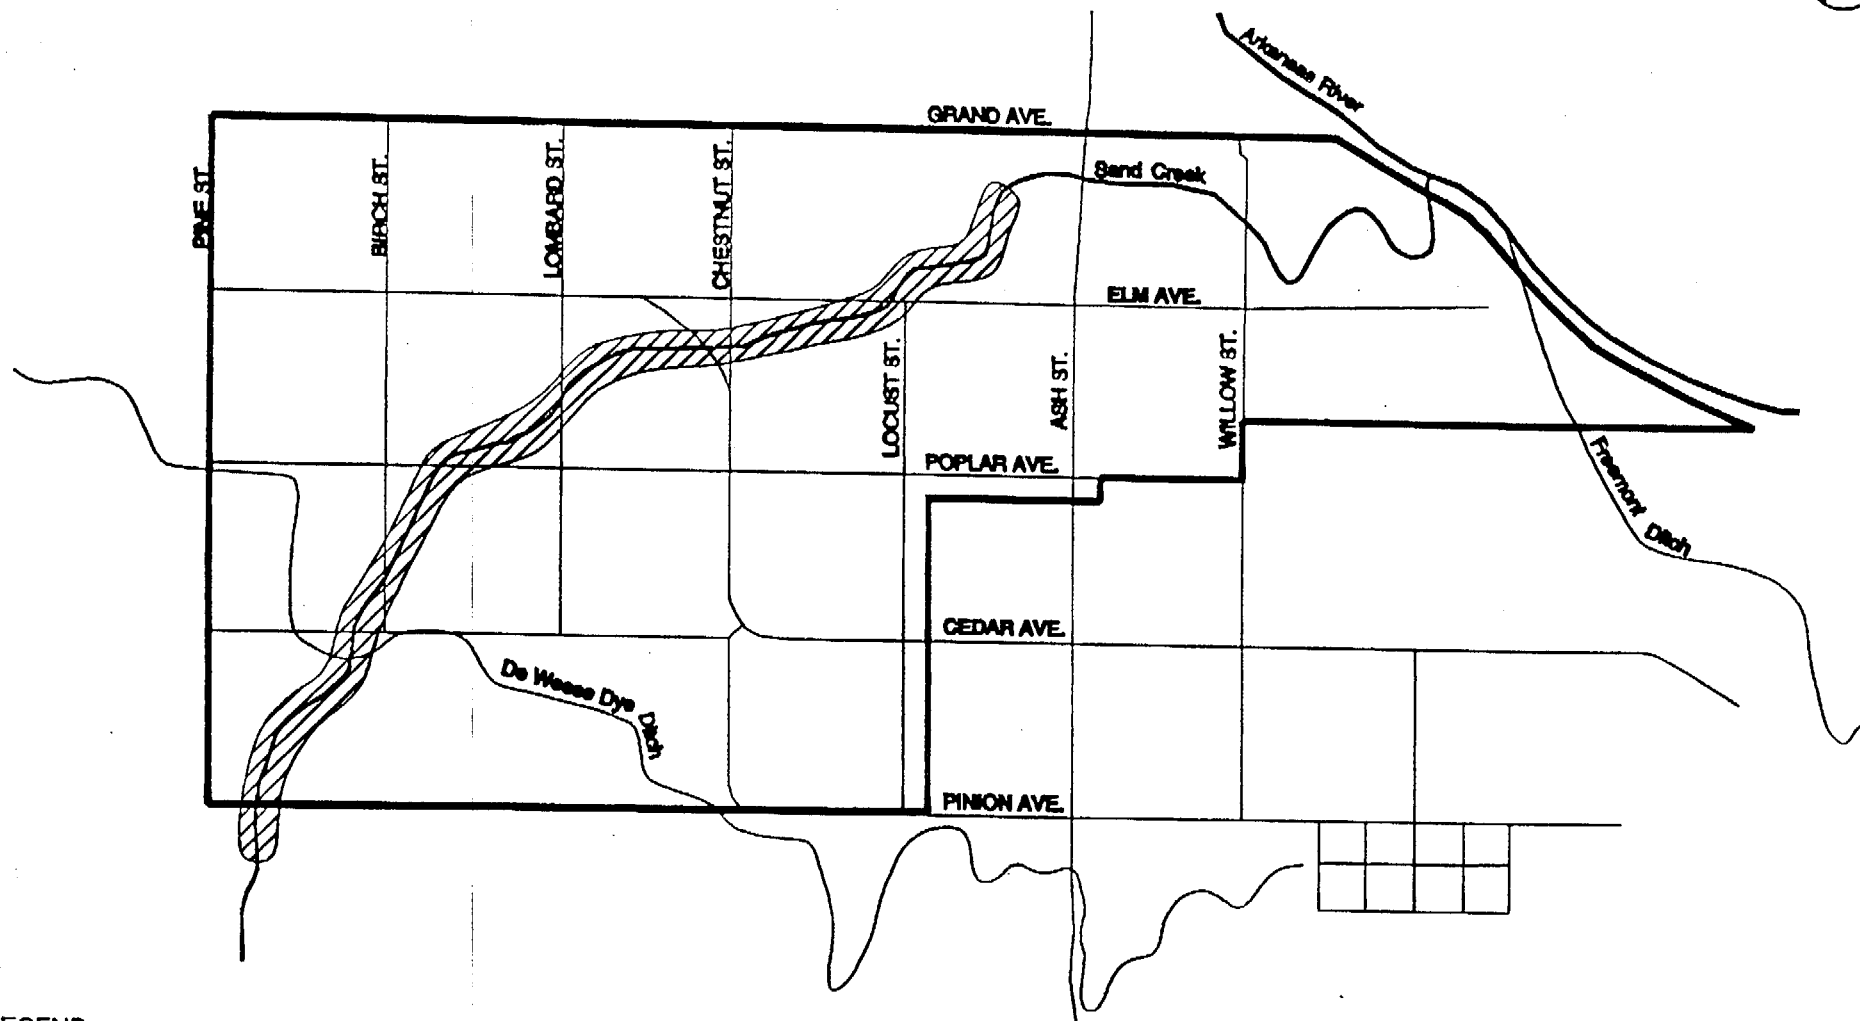 Arkansas River
GRAND AVE.
Sand Creek
PINE ST.
BIRCH ST.
LOMBARD ST.
CHESTNUT ST.
ELM AVE.
LOCUST ST.
ASH ST.
WILLOW ST.
POPLAR AVE.
Freemont Ditch
CEDAR AVE.
De Weese Dye Ditch
PINION AVE.